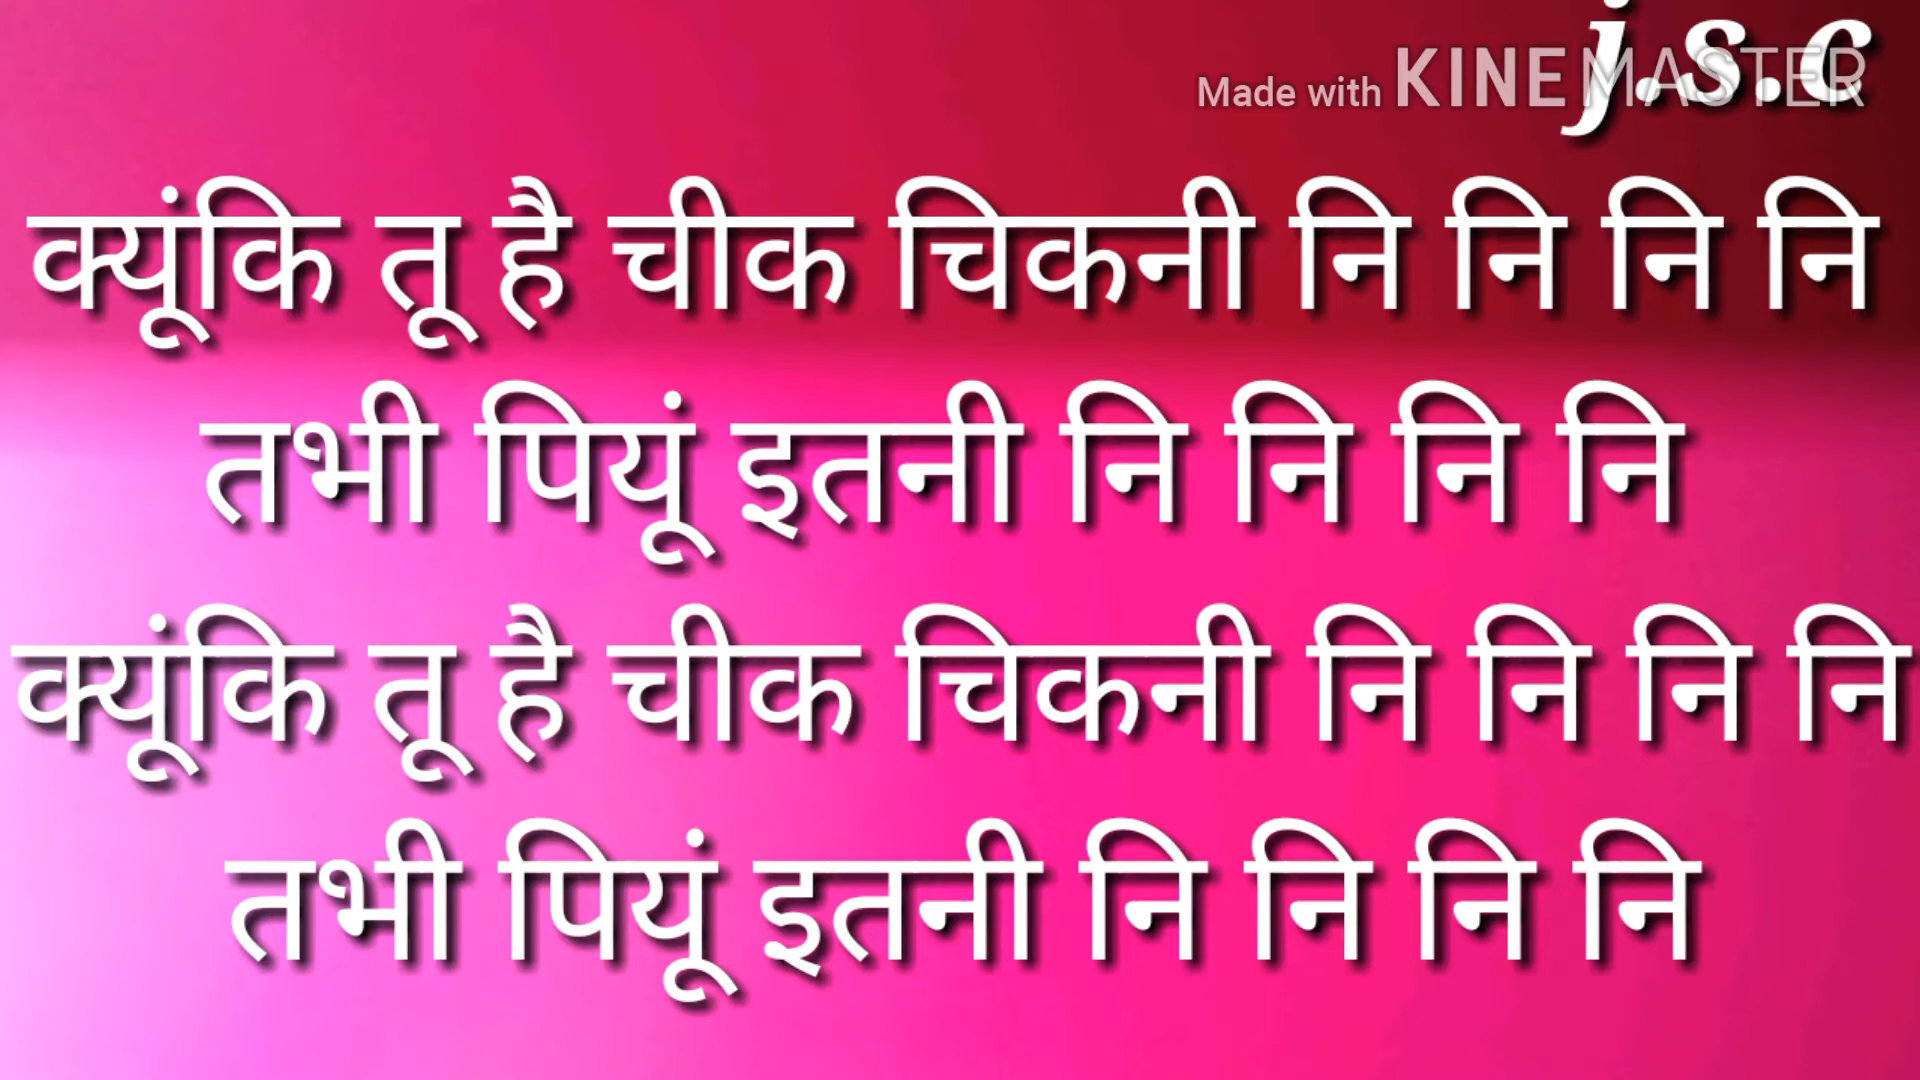 j.s.c
Made with KINEMASTER
क्यूंकि तू है चीक चिकनी नि नि नि नि
तभी पियूं इतनी नि नि नि नि
क्यूंकि तू है चीक चिकनी नि नि नि नि
तभी पियूं इतनी नि नि नि नि